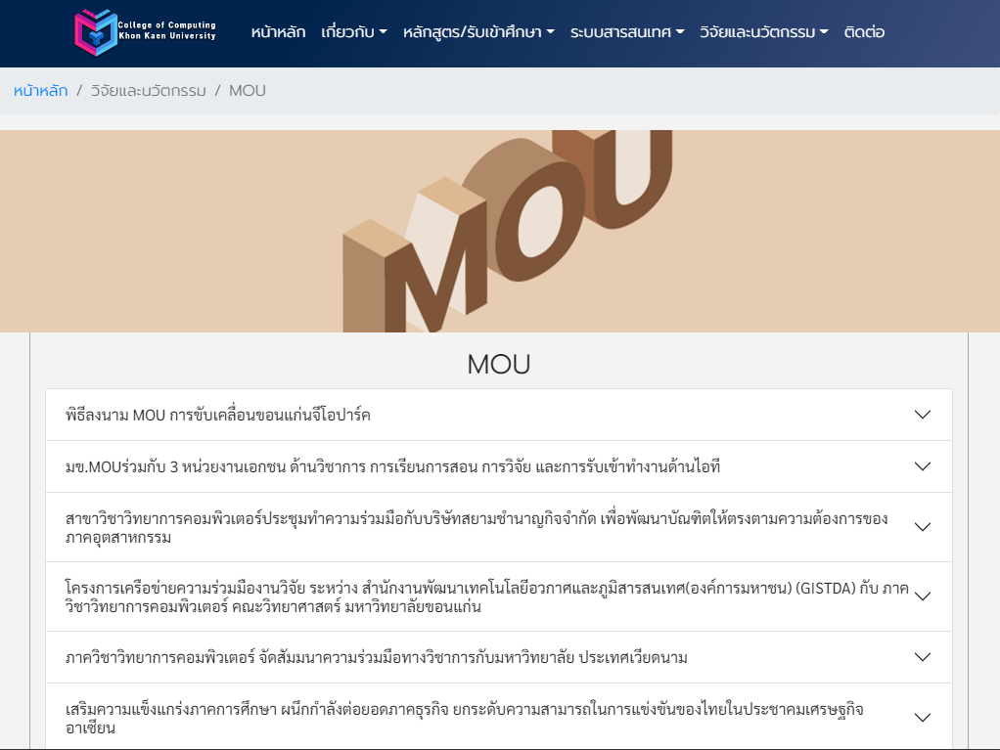 College of Computing
Khon Kaen University
หน้าหลัก เกี่ยวกับ หลักสูตร/รับเข้าศึกษา ระบบสารสนเทศ วิจัยและนวัตกรรม ติดต่อ
หน้าหลัก / วิจัยและนวัตกรรม / MOU
MOU
MOU
พิธีลงนาม MOU การขับเคลื่อนขอนแก่นจีโอปาร์ค
มข.MOUร่วมกับ 3 หน่วยงานเอกชน ด้านวิชาการ การเรียนการสอน การวิจัย และการรับเข้าทำงานด้านไอที
สาขาวิชาวิทยาการคอมพิวเตอร์ประชุมทำความร่วมมือกับบริษัทสยามชำนาญกิจจำกัด เพื่อพัฒนาบัณฑิตให้ตรงตามความต้องการของ
ภาคอุตสาหกรรม
โครงการเครือข่ายความร่วมมืองานวิจัย ระหว่าง สำนักงานพัฒนาเทคโนโลยีอวกาศและภูมิสารสนเทศ(องค์การมหาชน) (GISTDA) กับ ภาค
วิชาวิทยาการคอมพิวเตอร์ คณะวิทยาศาสตร์ มหาวิทยาลัยขอนแก่น
ภาควิชาวิทยาการคอมพิวเตอร์ จัดสัมมนาความร่วมมือทางวิชาการกับมหาวิทยาลัย ประเทศเวียดนาม
เสริมความแข็งแกร่งภาคการศึกษา ผนึกกำลังต่อยอดภาคธุรกิจ ยกระดับความสามารถในการแข่งขันของไทยในประชาคมเศรษฐกิจ
อาเซียน